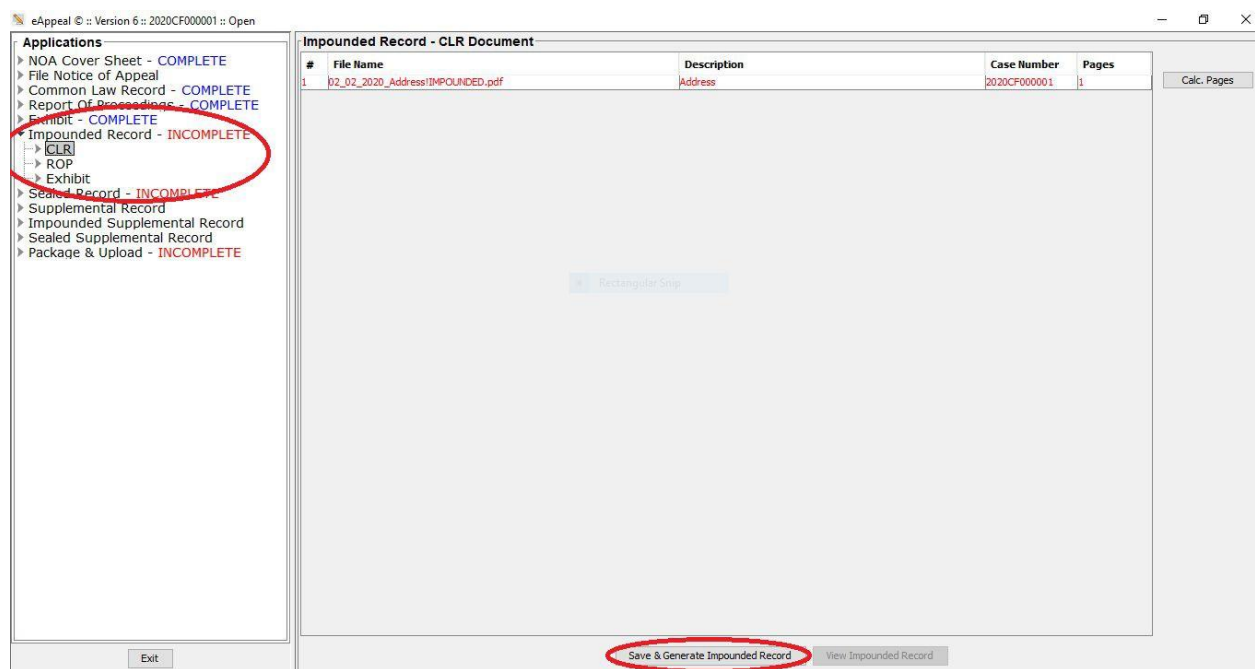 eAppeal © :: Version 6 :: 2020CF000001 :: Open
Applications
NOA Cover Sheet - COMPLETE
File Notice of Appeal
Common Law Record - COMPLETE
Report Of Proceedings - COMPLETE
Exhibit - COMPLETE
Impounded Record - INCOMPLETE
CLR
ROP
Exhibit
Sealed Record - INCOMPLETE
Supplemental Record
Impounded Supplemental Record
Sealed Supplemental Record
Package & Upload - INCOMPLETE
Exit
Impounded Record - CLR Document
# File Name Description Case Number Pages
1 02_02_2020_Address!IMPOUNDED.pdf Address 2020CF000001 1
Calc. Pages
Rectangular Snip
Save & Generate Impounded Record View Impounded Record